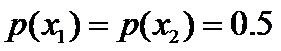 p(x₁) = p(x₂) = 0.5